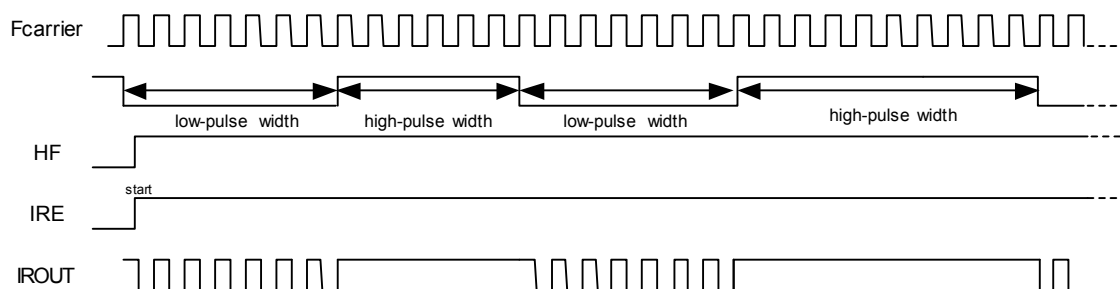 Fcarrier
low-pulse width
high-pulse width
low-pulse width
high-pulse width
HF
start
IRE
IROUT